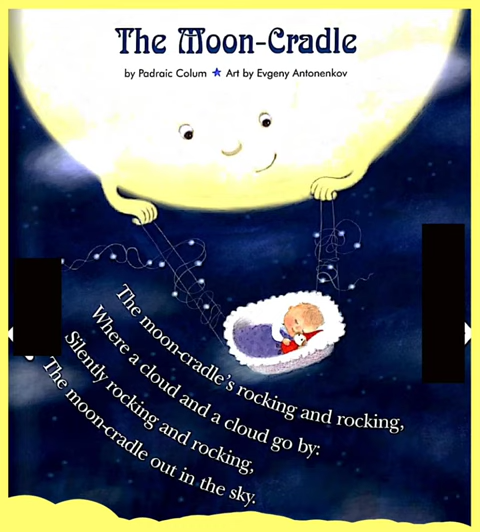 The Moon-Cradle
by Padraic Colum ★ Art by Evgeny Antonenkov
The moon-cradle's rocking and rocking,
Where a cloud and a cloud go by:
Silently rocking and rocking,
The moon-cradle out in the sky.